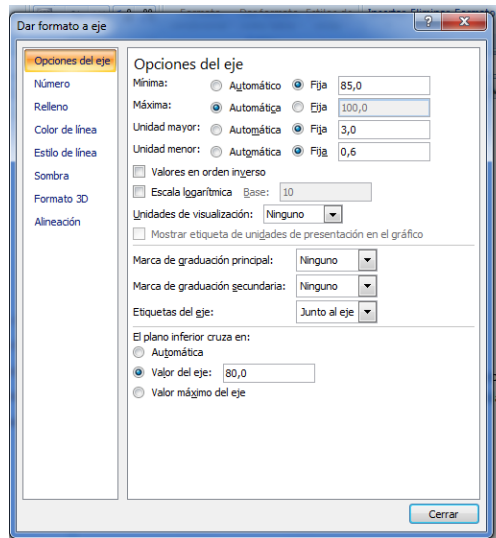 Dar formato a eje
Opciones del eje
Número
Relleno
Color de línea
Estilo de línea
Sombra
Formato 3D
Alineación
Opciones del eje
Mínima: Automático Fija 85,0
Máxima: Automática Fija 100,0
Unidad mayor: Automática Fija 3,0
Unidad menor: Automática Fija 0,6
Valores en orden inverso
Escala logarítmica Base: 10
Unidades de visualización: Ninguno
Mostrar etiqueta de unidades de presentación en el gráfico
Marca de graduación principal: Ninguno
Marca de graduación secundaria: Ninguno
Etiquetas del eje: Junto al eje
El plano inferior cruza en:
Automática
Valor del eje: 80,0
Valor máximo del eje
Cerrar